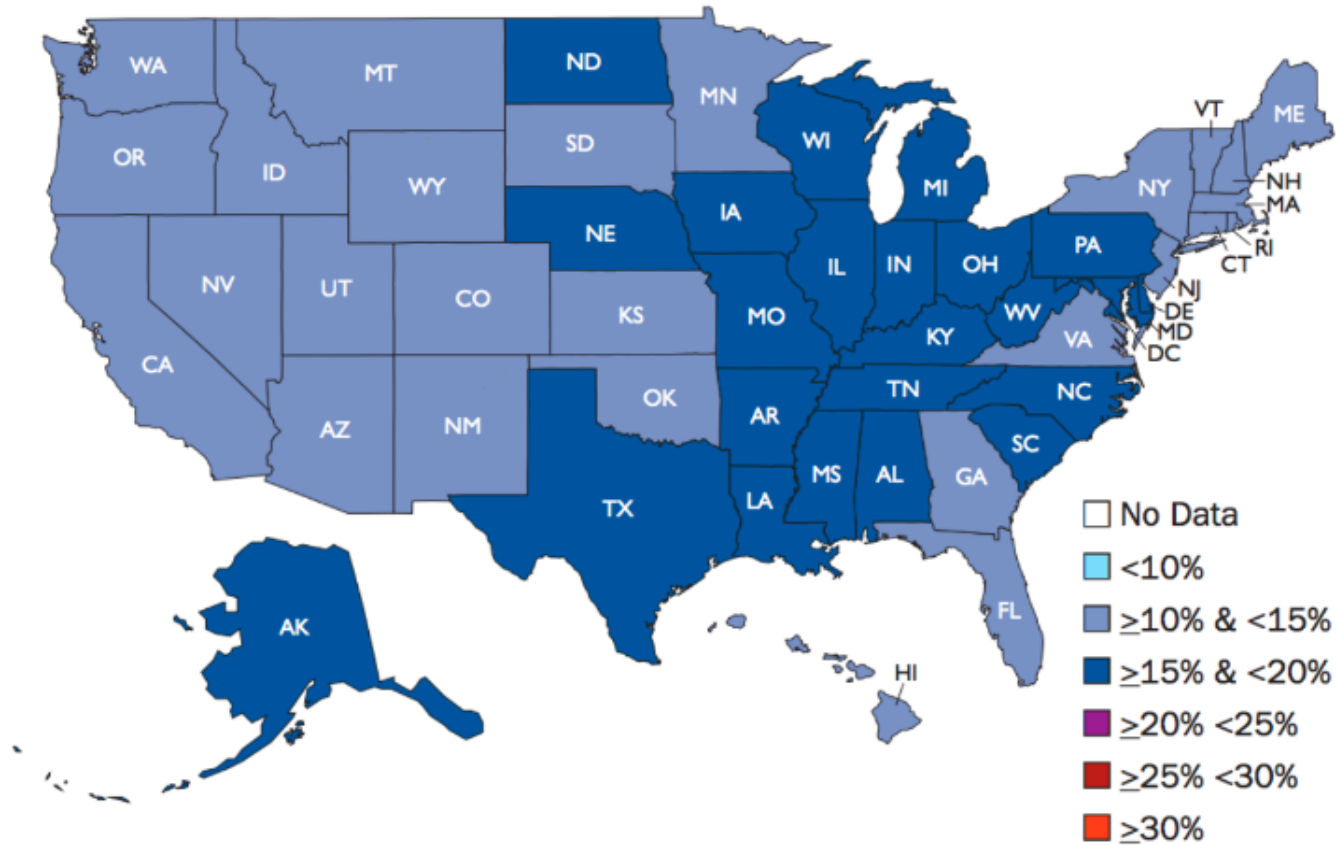 WA
MT
ND
MN
VT
ME
OR
ID
SD
WI
WY
MI
NY
NH
MA
IA
NE
PA
RI
CT
NV
UT
CO
IL
IN
OH
NJ
KS
MO
WV
DE
MD
CA
KY
VA
DC
OK
TN
NC
AZ
NM
AR
SC
MS
AL
GA
LA
TX
No Data
<10%
≥10% & <15%
FL
AK
HI
≥15% & <20%
≥20% <25%
≥25% <30%
≥30%